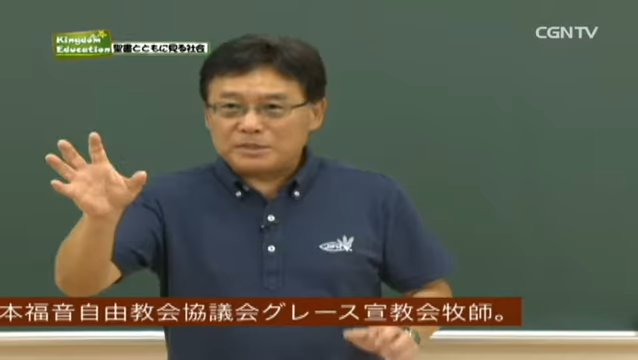 Kingdom
Education
聖書とともに見る社会
CGNTV
本福音自由教会協議会グレース宣教会牧師。